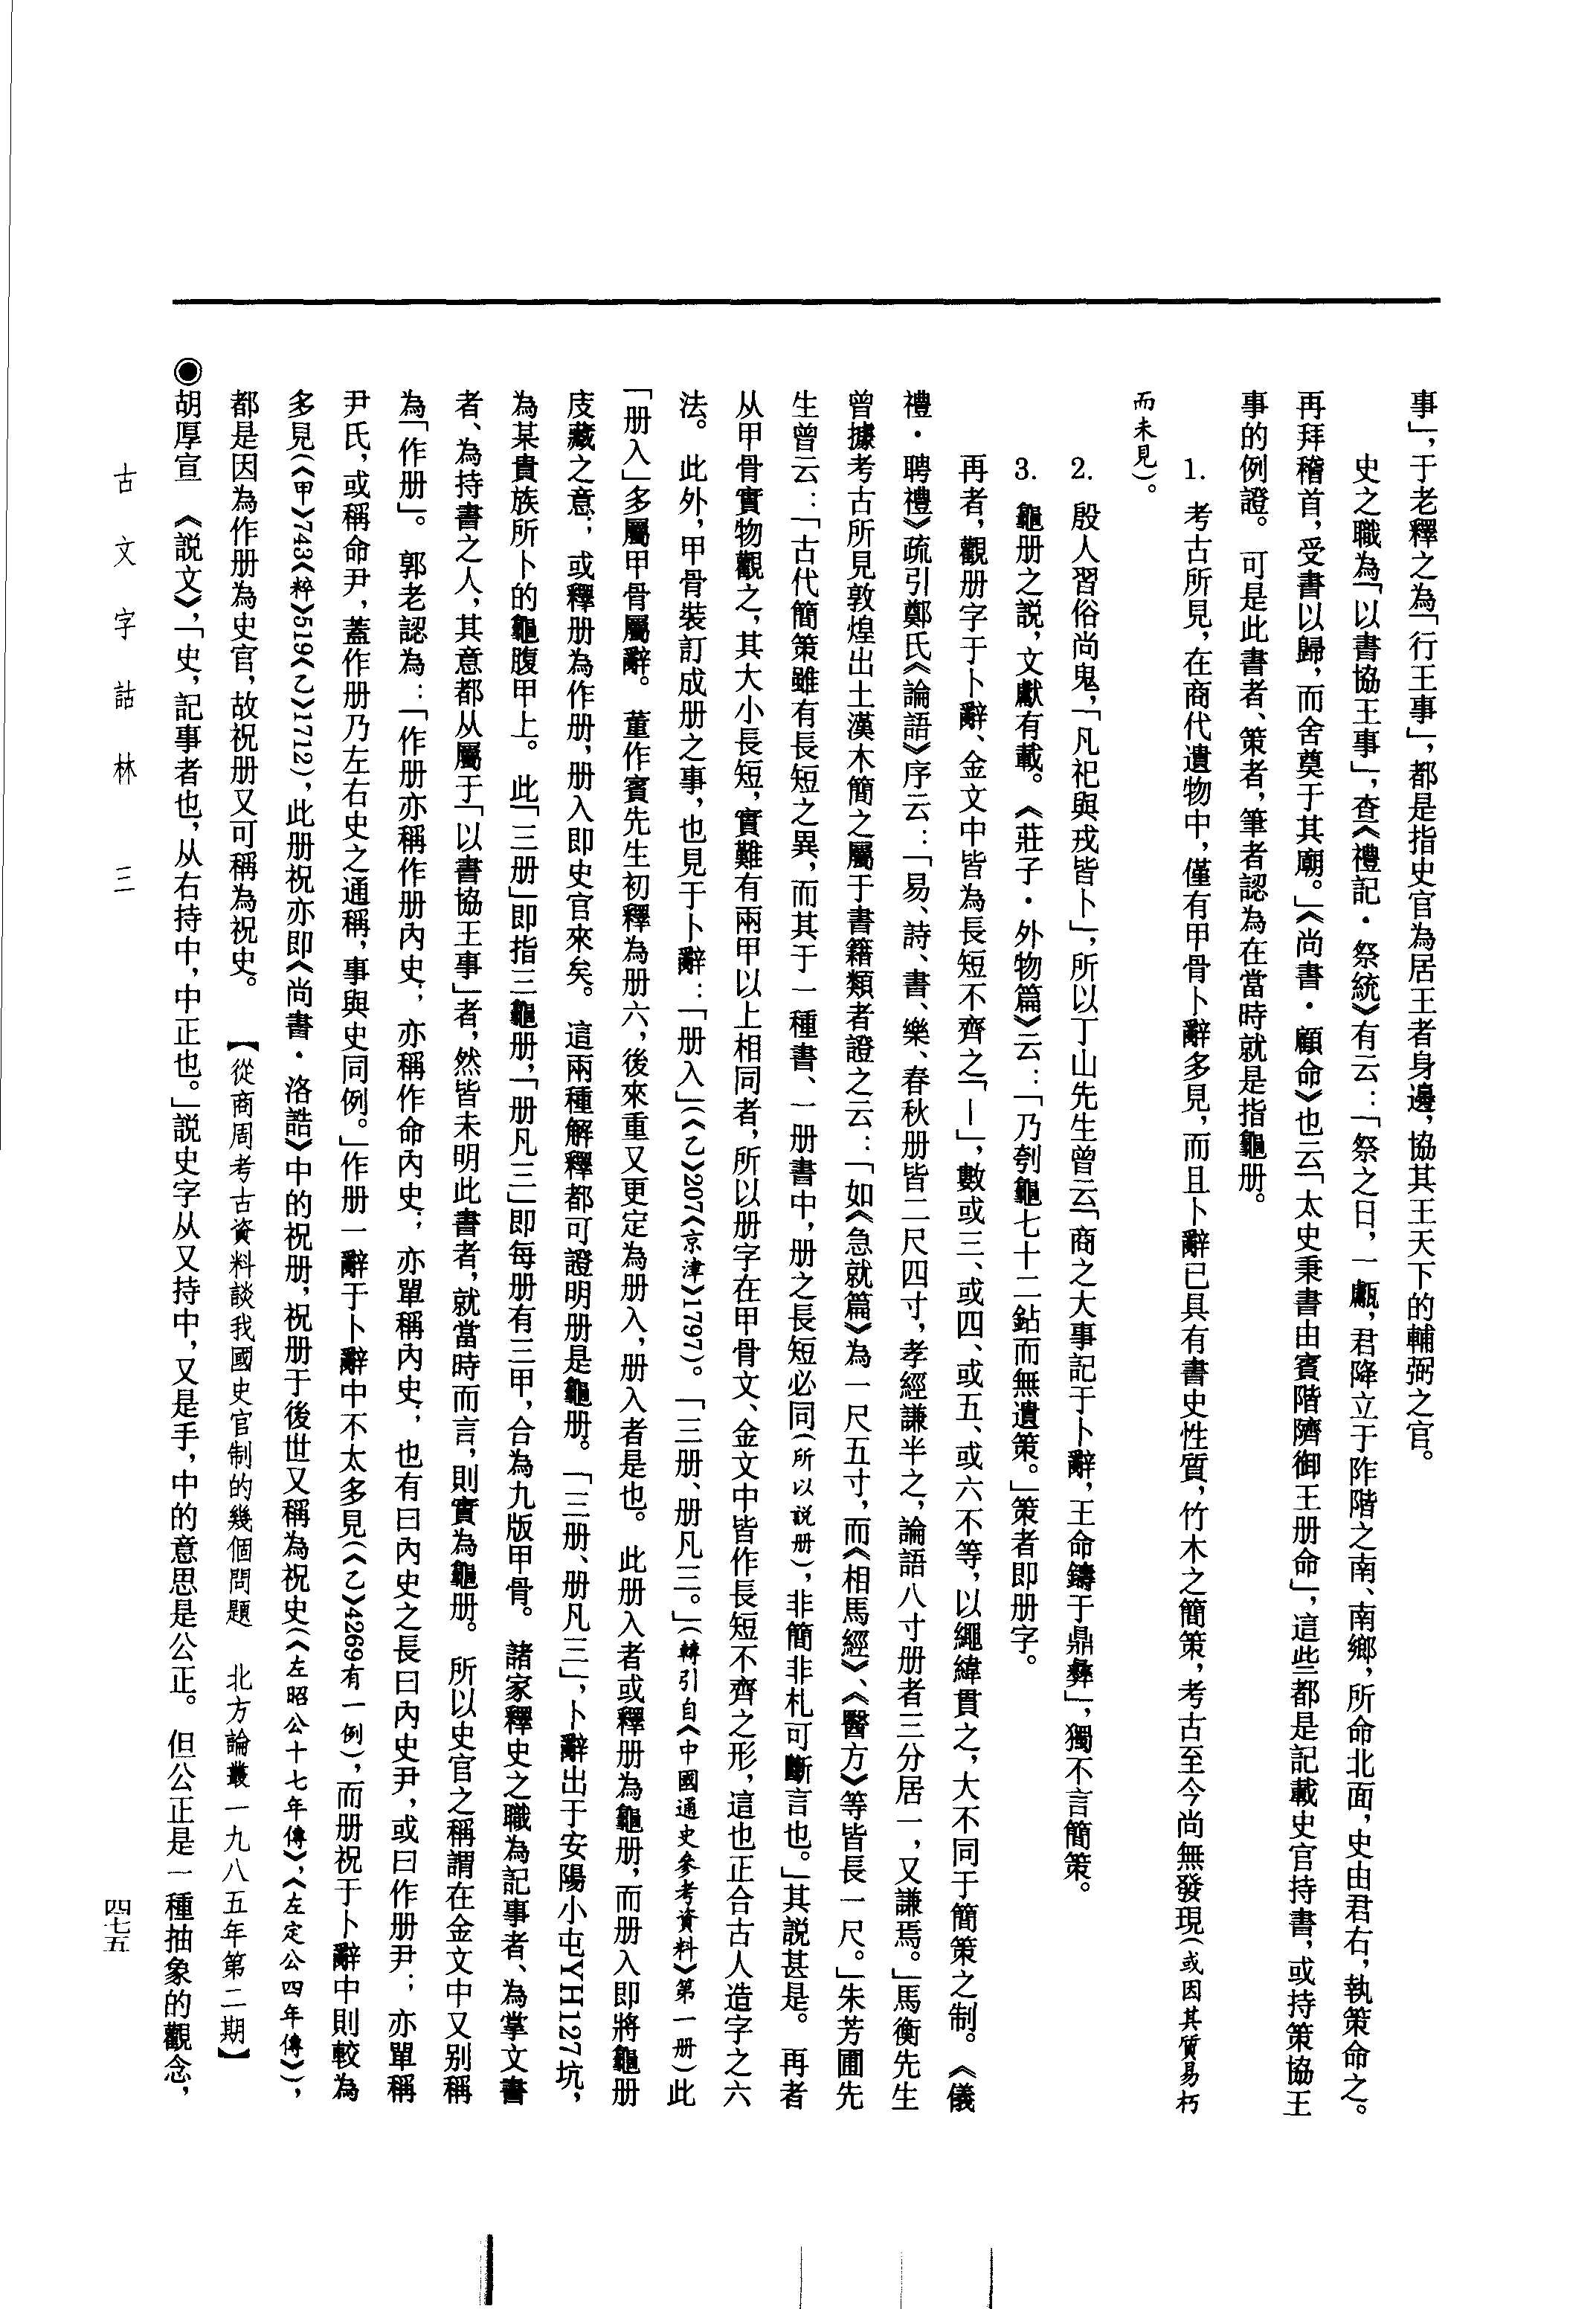 事」，于老釋之為「行王事」，都是指史官為居王者身邊，協其王天下的輔弼之官。
史之職為「以書協王事」，查《禮記・祭統》有云：「祭之日，一獻，君降立于阼階之南、南鄉，所命北面，史由君右，執策命之。
再拜稽首，受書以歸，而舍奠于其廟。」《尚書・顧命》也云「太史秉書由賓階隮，御王册命」，這些都是記載史官持書，或持策協王
事的例證。可是此書者、策者，筆者認為在當時就是指龜册。
1. 考古所見，在商代遺物中，僅有甲骨卜辭多見，而且卜辭已具有書史性質，竹木之簡策，考古至今尚無發現（或因其質易朽
而未見）。
2. 殷人習俗尚鬼，「凡祀與戎皆卜」，所以丁山先生曾云「商之大事記于卜辭，王命鑄于鼎彝」，獨不言簡策。
3. 龜册之説，文獻有載。《莊子・外物篇》云：「乃刳龜七十二鉆而無遺策。」策者即册字。
再者，觀册字于卜辭、金文中皆為長短不齊之「丨」，數或三、或四、或五、或六不等，以繩緯貫之，大不同于簡策之制。《儀
禮・聘禮》疏引鄭氏《論語》序云：「易、詩、書、樂、春秋册皆二尺四寸，孝經謙半之，論語八寸册者三分居一，又謙焉。」馬衡先生
曾據考古所見敦煌出土漢木簡之屬于書籍類者證之云：「如《急就篇》為一尺五寸，而《相馬經》、《醫方》等皆長一尺。」朱芳圃先
生曾云：「古代簡策雖有長短之異，而其于一種書、一册書中，册之長短必同（所以説册），非簡非札可斷言也。」其説甚是。再者
从甲骨實物觀之，其大小長短，實難有兩甲以上相同者，所以册字在甲骨文、金文中皆作長短不齊之形，這也正合古人造字之六
法。此外，甲骨裝訂成册之事，也見于卜辭：「册入」（《乙》207《京津》1797）。「三册、册凡三。」（轉引自《中國通史參考資料》第一册）此
「册入」多屬甲骨屬辭。董作賓先生初釋為册六，後來重又更定為册入，册入者是也。此册入者或釋册為龜册，而册入即將龜册
庋藏之意；或釋册為作册，册入即史官來矣。這兩種解釋都可證明册是龜册。「三册、册凡三」，卜辭出于安陽小屯YH127坑，
為某貴族所卜的龜腹甲上。此「三册」即指三龜册，「册凡三」即每册有三甲，合為九版甲骨。諸家釋史之職為記事者、為掌文書
者、為持書之人，其意都从屬于「以書協王事」者，然皆未明此書者，就當時而言，則實為龜册。所以史官之稱謂在金文中又別稱
為「作册」。郭老認為：「作册亦稱作册內史；亦稱作命內史；亦單稱內史；也有曰內史之長曰內史尹，或曰作册尹；亦單稱
尹氏，或稱命尹，蓋作册乃左右史之通稱，事與史同例。」作册一辭于卜辭中不太多見（《乙》4269有一例），而册祝于卜辭中則較為
多見（《甲》743《粹》519《乙》1712），此册祝亦即《尚書・洛誥》中的祝册，祝册于後世又稱為祝史（《左昭公十七年傳》，《左定公四年傳》），
都是因為作册為史官，故祝册又可稱為祝史。【從商周考古資料談我國史官制的幾個問題　北方論叢一九八五年第二期】
◉胡厚宣　《説文》，「史，記事者也，从右持中，中正也。」説史字从又持中，又是手，中的意思是公正。但公正是一種抽象的觀念，
古文字詁林　三
四七五